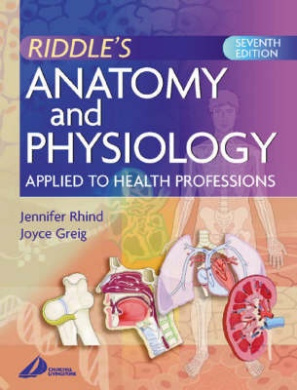 RIDDLE'S
SEVENTH
EDITION
ANATOMY
and
PHYSIOLOGY
APPLIED TO HEALTH PROFESSIONS
Jennifer Rhind
Joyce Greig
CHURCHILL
LIVINGSTONE